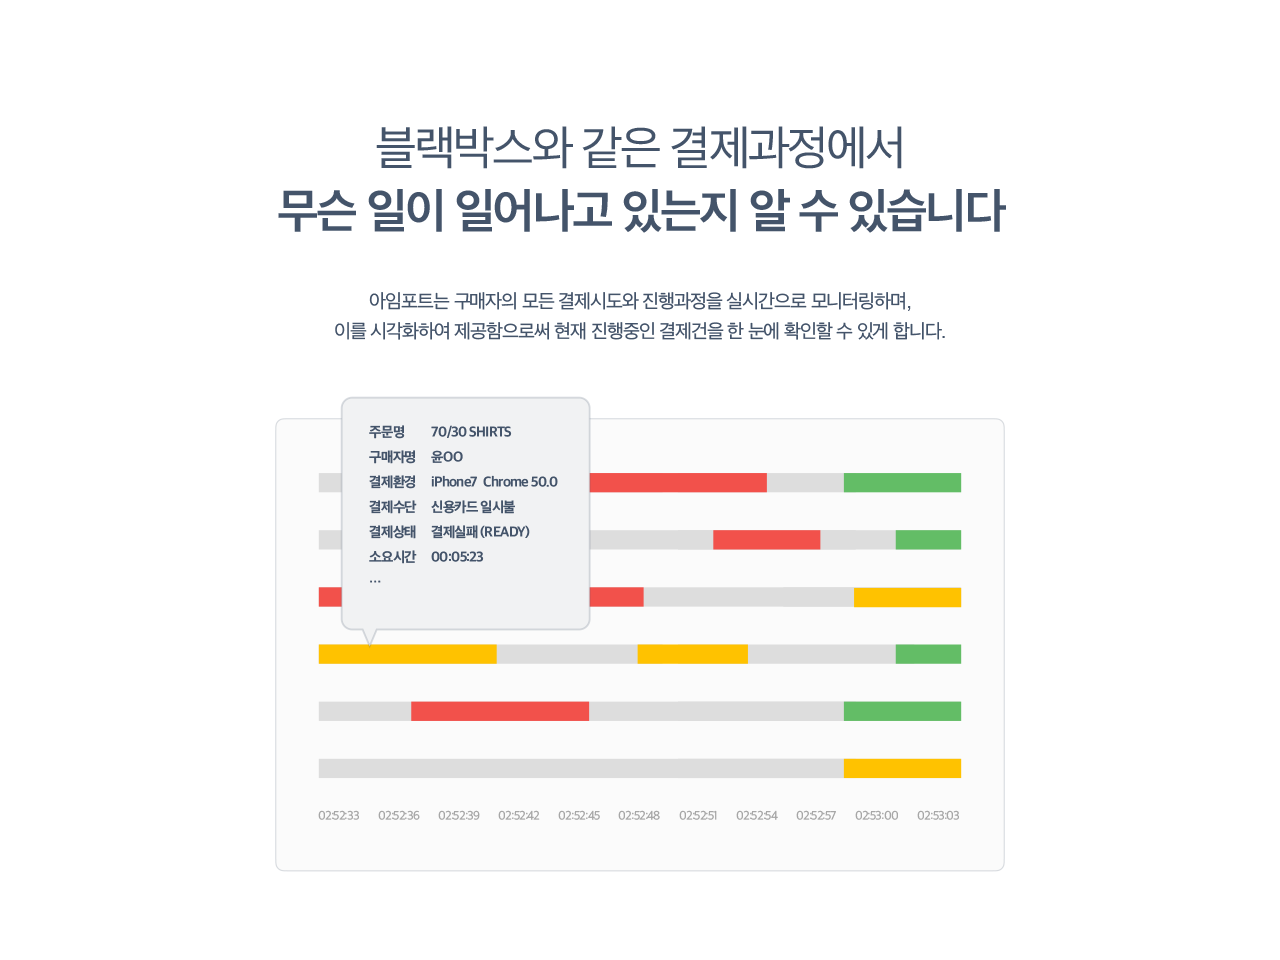 블랙박스와 같은 결제과정에서
무슨 일이 일어나고 있는지 알 수 있습니다
아임포트는 구매자의 모든 결제시도와 진행과정을 실시간으로 모니터링하며,
이를 시각화하여 제공함으로써 현재 진행중인 결제건을 한 눈에 확인할 수 있게 합니다.
주문명 70/30 SHIRTS
구매자명 윤OO
결제환경 iPhone7 Chrome 50.0
결제수단 신용카드 일시불
결제상태 결제실패 (READY)
소요시간 00:05:23
...
02:52:33 02:52:36 02:52:39 02:52:42 02:52:45 02:52:48 02:52:51 02:52:54 02:52:57 02:53:00 02:53:03